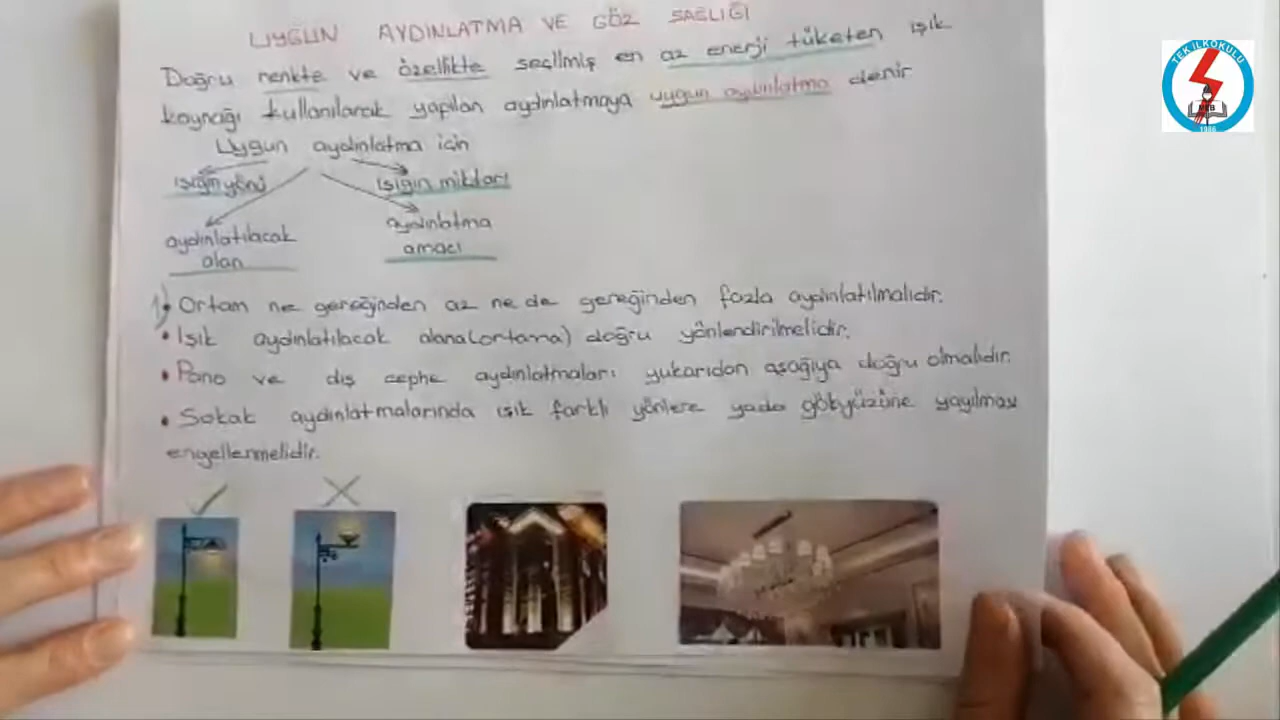 UYGUN AYDINLATMA VE GÖZ SAĞLIĞI
Doğru renkte ve özellikte seçilmiş en az enerji tüketen ışık
kaynağı kullanılarak yapılan aydınlatmaya uygun aydınlatma denir
Uygun aydınlatma için
ışığın yönü ışığın miktarı
aydınlatılacak alan
aydınlatma amacı
1) • Ortam ne gereğinden az ne de gereğinden fazla aydınlatılmalıdır.
• Işık aydınlatılacak alana(ortama) doğru yönlendirilmelidir.
• Pano ve dış cephe aydınlatmaları yukarıdan aşağıya doğru olmalıdır.
• Sokak aydınlatmalarında ışık farklı yönlere yada gökyüzüne yayılması
engellenmelidir.
TEK İLKOKULU
MEB
1986